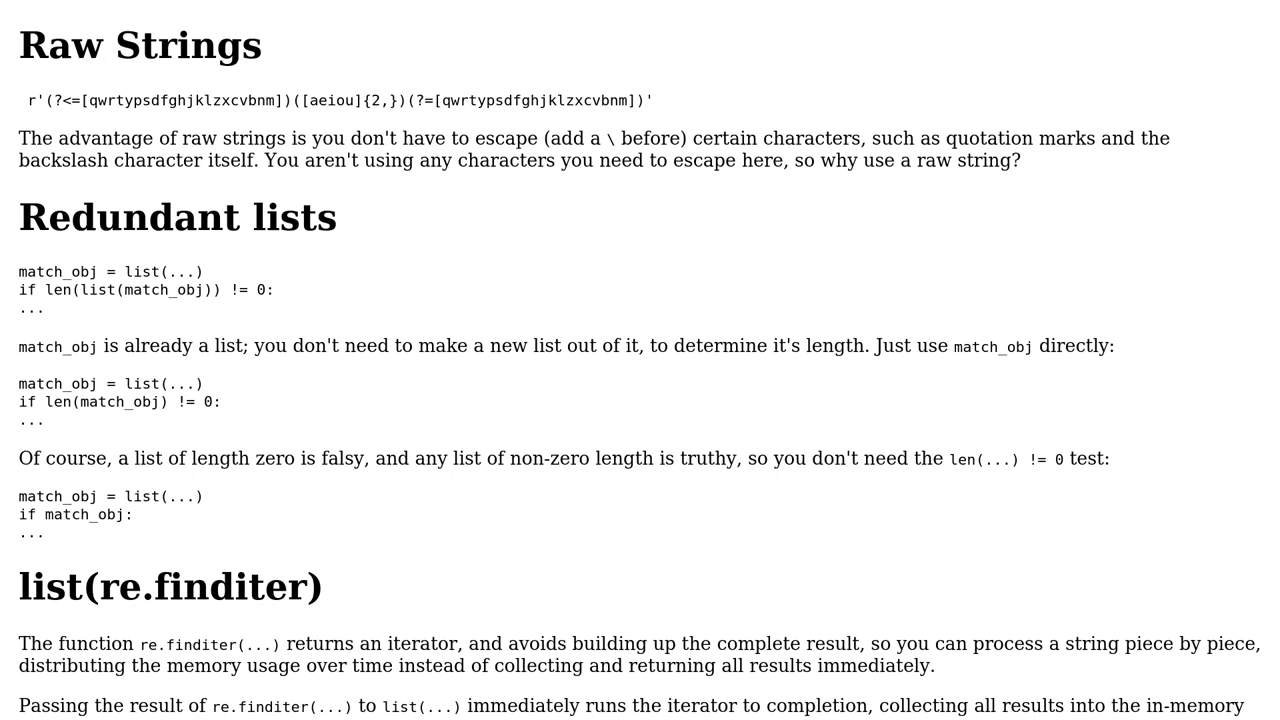 Raw Strings
r'(?<=[qwrtypsdfghjklzxcvbnm])([aeiou]{2,})(?=[qwrtypsdfghjklzxcvbnm])'
The advantage of raw strings is you don't have to escape (add a \ before) certain characters, such as quotation marks and the
backslash character itself. You aren't using any characters you need to escape here, so why use a raw string?
Redundant lists
match_obj = list(...)
if len(list(match_obj)) != 0:
...
match_obj is already a list; you don't need to make a new list out of it, to determine it's length. Just use match_obj directly:
match_obj = list(...)
if len(match_obj) != 0:
...
Of course, a list of length zero is falsy, and any list of non-zero length is truthy, so you don't need the len(...) != 0 test:
match_obj = list(...)
if match_obj:
...
list(re.finditer)
The function re.finditer(...) returns an iterator, and avoids building up the complete result, so you can process a string piece by piece,
distributing the memory usage over time instead of collecting and returning all results immediately.
Passing the result of re.finditer(...) to list(...) immediately runs the iterator to completion, collecting all results into the in-memory